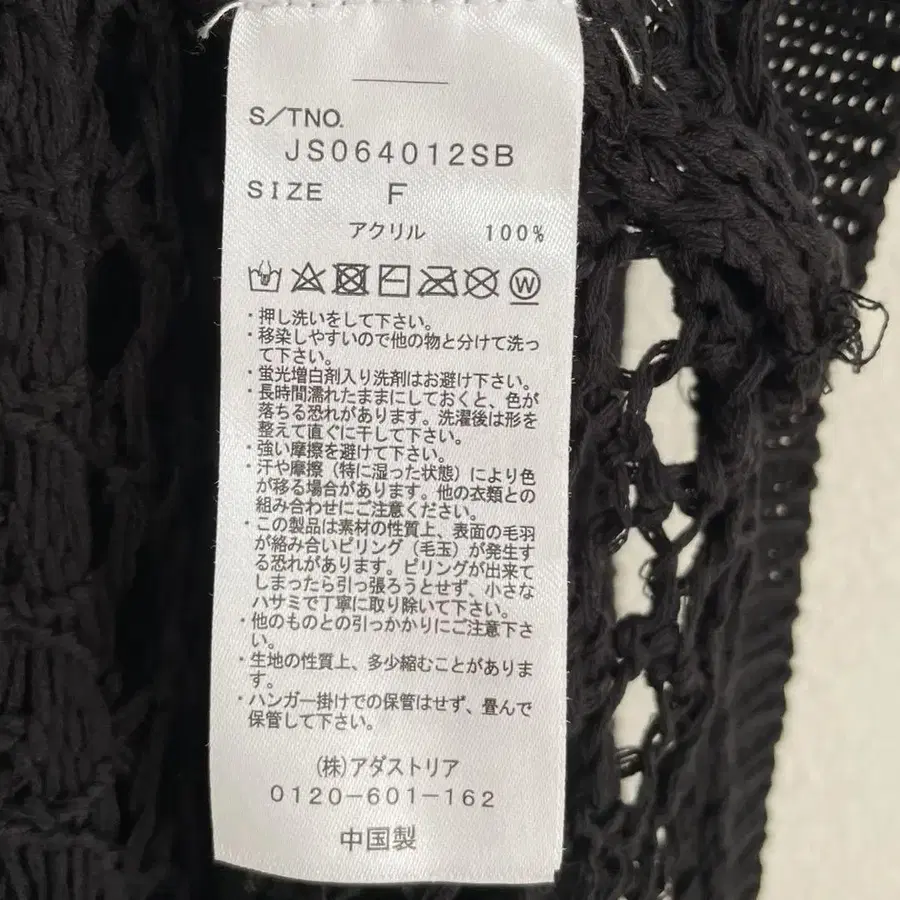 S/TNO.
JS064012SB
SIZE F
アクリル 100%
W
・押し洗いをして下さい。
・移染しやすいので他の物と分けて洗っ
て下さい。
・蛍光増白剤入り洗剤はお避け下さい。
・長時間濡れたままにしておくと、色が
落ちる恐れがあります。洗濯後は形を
整えて直ぐに干して下さい。
・強い摩擦を避けて下さい。
・汗や摩擦（特に湿った状態）により色
が移る場合があります。他の衣類との
組み合わせにご注意ください。
・この製品は素材の性質上、表面の毛羽
が絡み合いピリング（毛玉）が発生す
る恐れがあります。ピリングが出来て
しまったら引っ張ろうとせず、小さな
ハサミで丁寧に取り除いて下さい。
・他のものとの引っかかりにご注意下さ
い。
・生地の性質上、多少縮むことがありま
す。
・ハンガー掛けでの保管はせず、畳んで
保管して下さい。
(株)アダストリア
0120-601-162
中国製